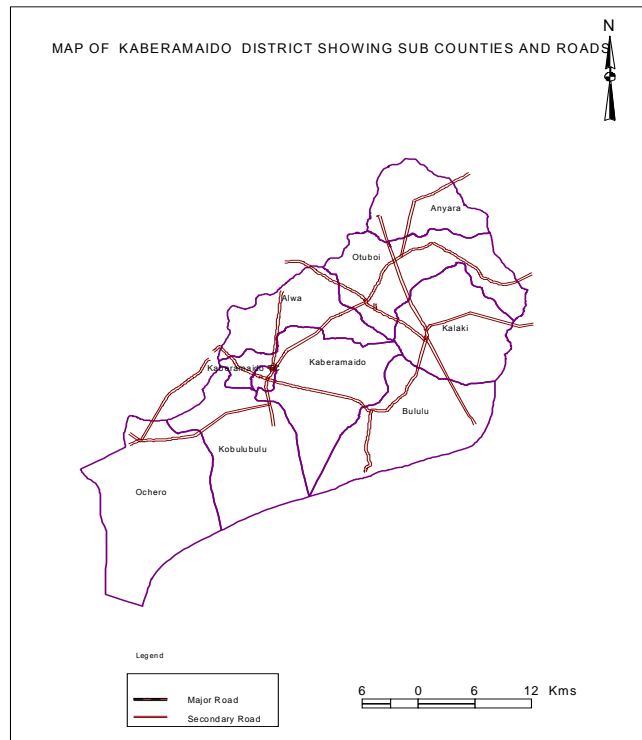 N
MAP OF KABERAMAIDO DISTRICT SHOWING SUB COUNTIES AND ROADS
Anyara
Otuboi
Alwa
Kalaki
Kaberamaido
Kaberamaido TC
Bululu
Kobulubulu
Ochero
Legend
Major Road
Secondary Road
6 0 6 12 Kms